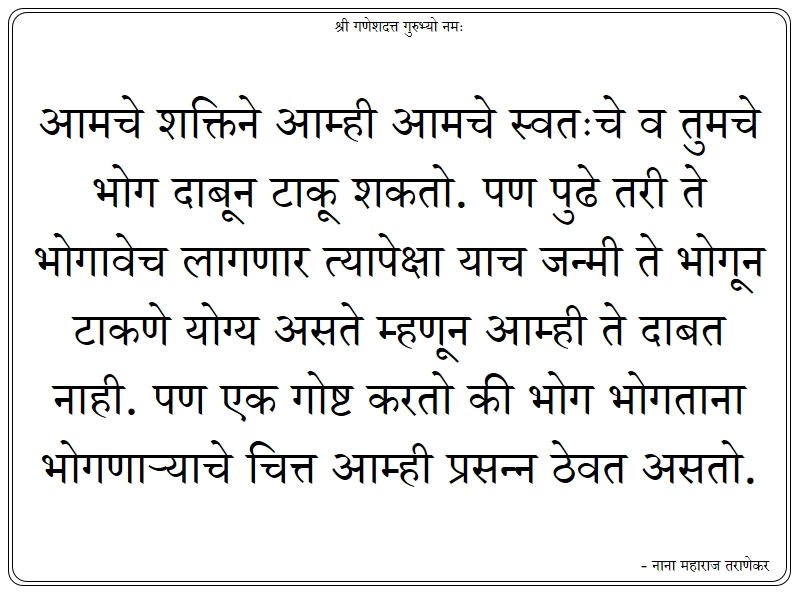 श्री गणेशदत्त गुरुभ्यो नमः
आमचे शक्तिने आम्ही आमचे स्वतःचे व तुमचे
भोग दाबून टाकू शकतो. पण पुढे तरी ते
भोगावेच लागणार त्यापेक्षा याच जन्मी ते भोगून
टाकणे योग्य असते म्हणून आम्ही ते दाबत
नाही. पण एक गोष्ट करतो की भोग भोगताना
भोगणाऱ्याचे चित्त आम्ही प्रसन्न ठेवत असतो.
- नाना महाराज तराणेकर